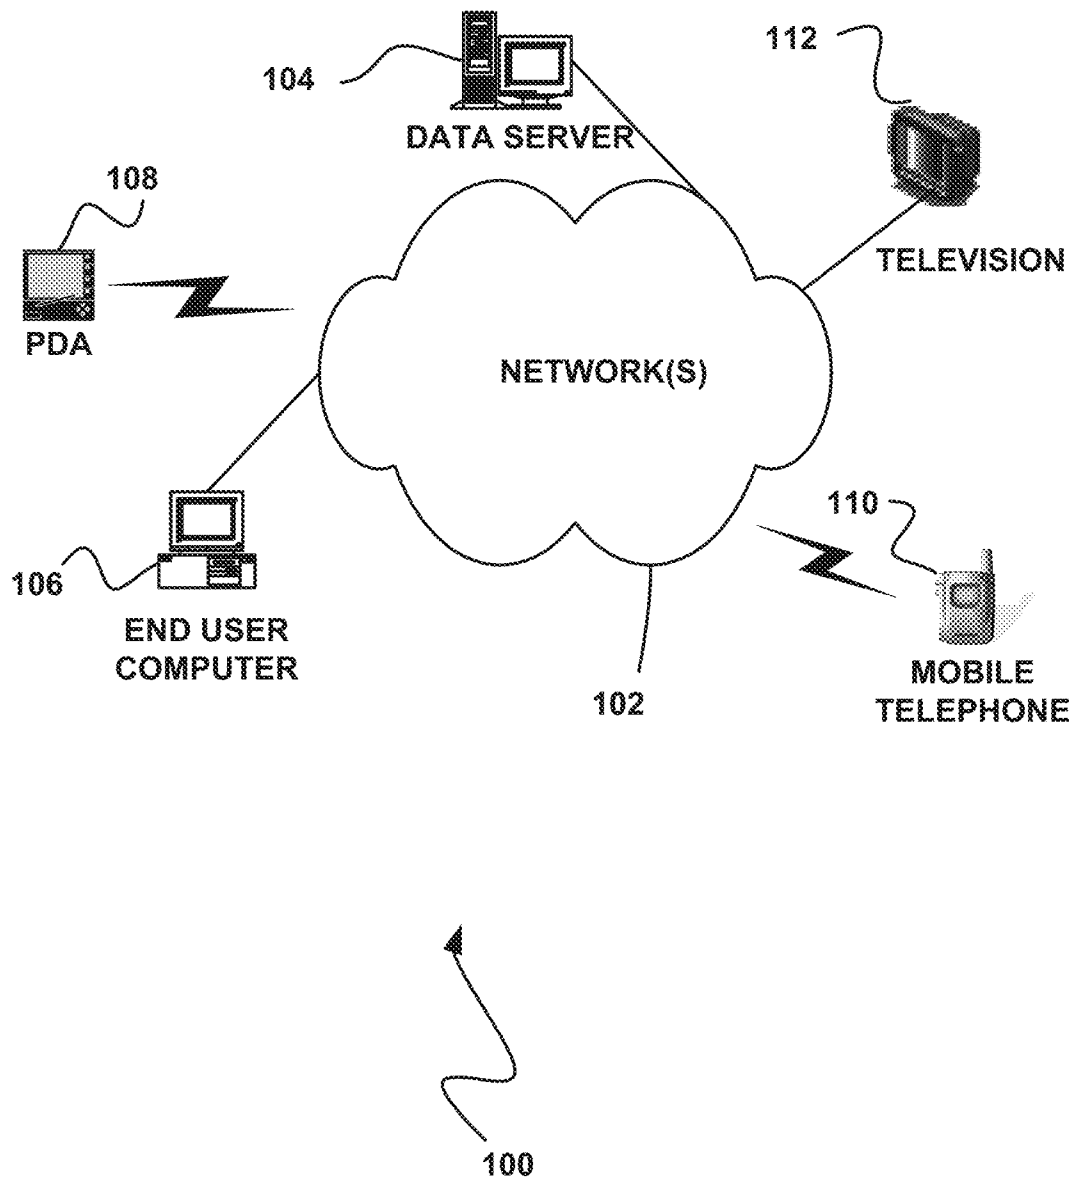 112
104
DATA SERVER
108
TELEVISION
PDA
NETWORK(S)
110
106
END USER
COMPUTER
MOBILE
TELEPHONE
102
100